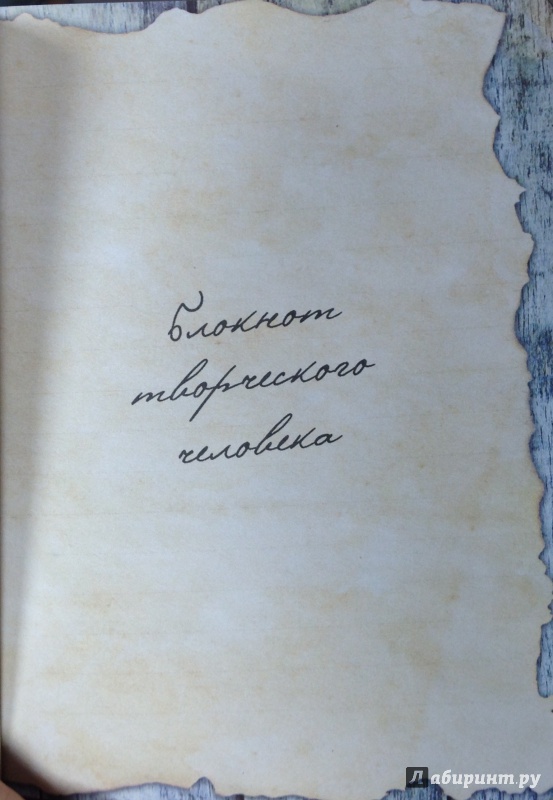 Блокнот
творческого
человека
Лабиринт.ру